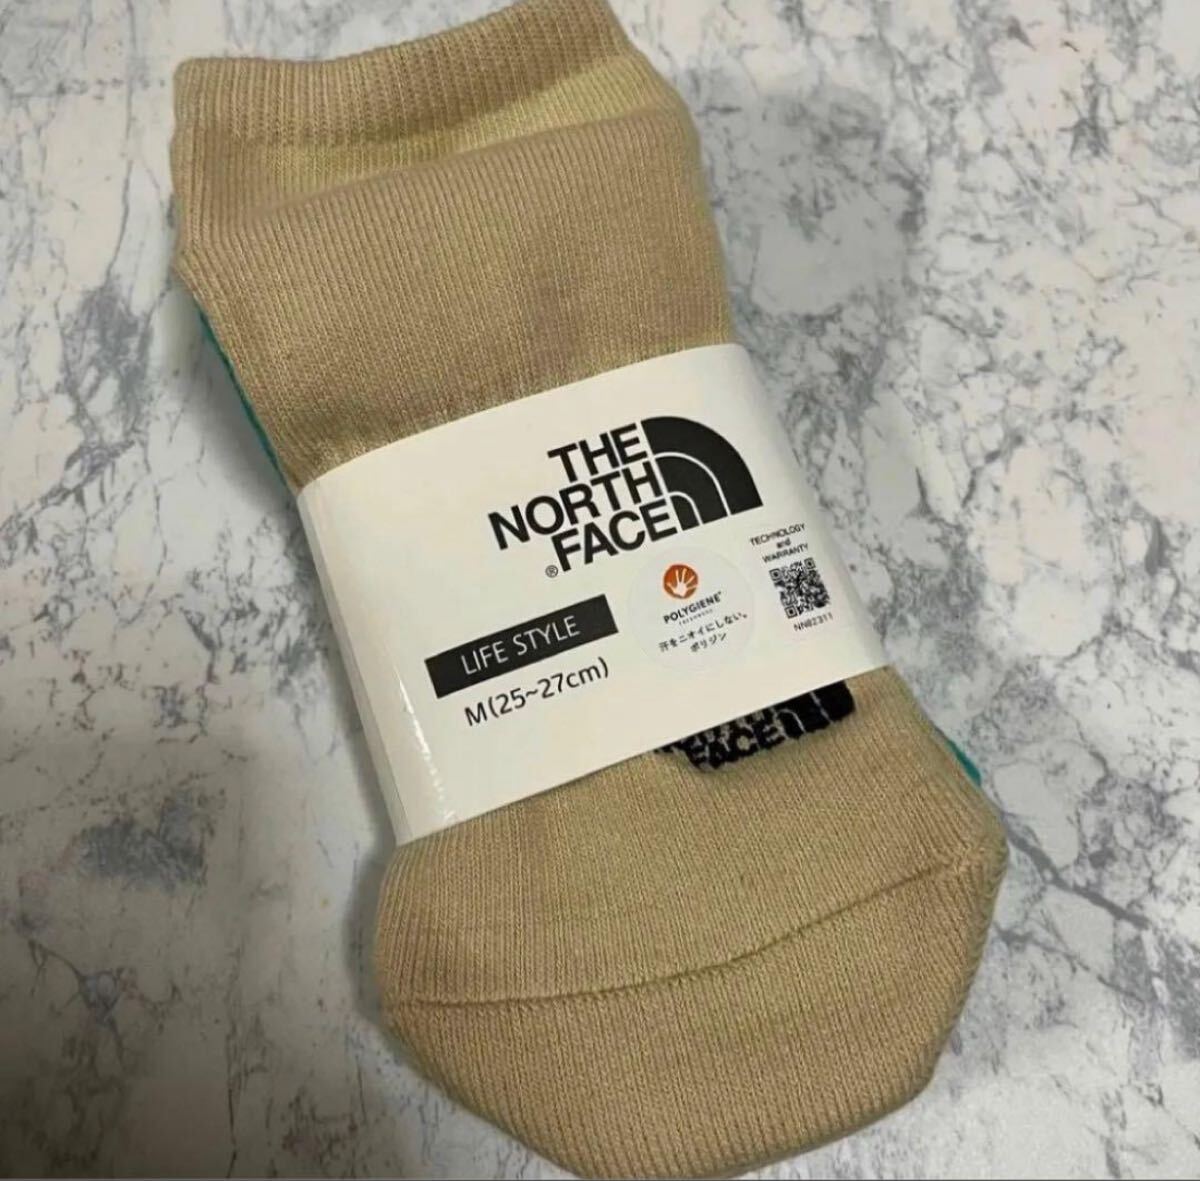 THE
NORTH
FACE
®
TECHNOLOGY
and
WARRANTY
NN82311
POLYGIENE®
汗をニオイにしない。
ポリジン
LIFE STYLE
M(25~27cm)
FACE